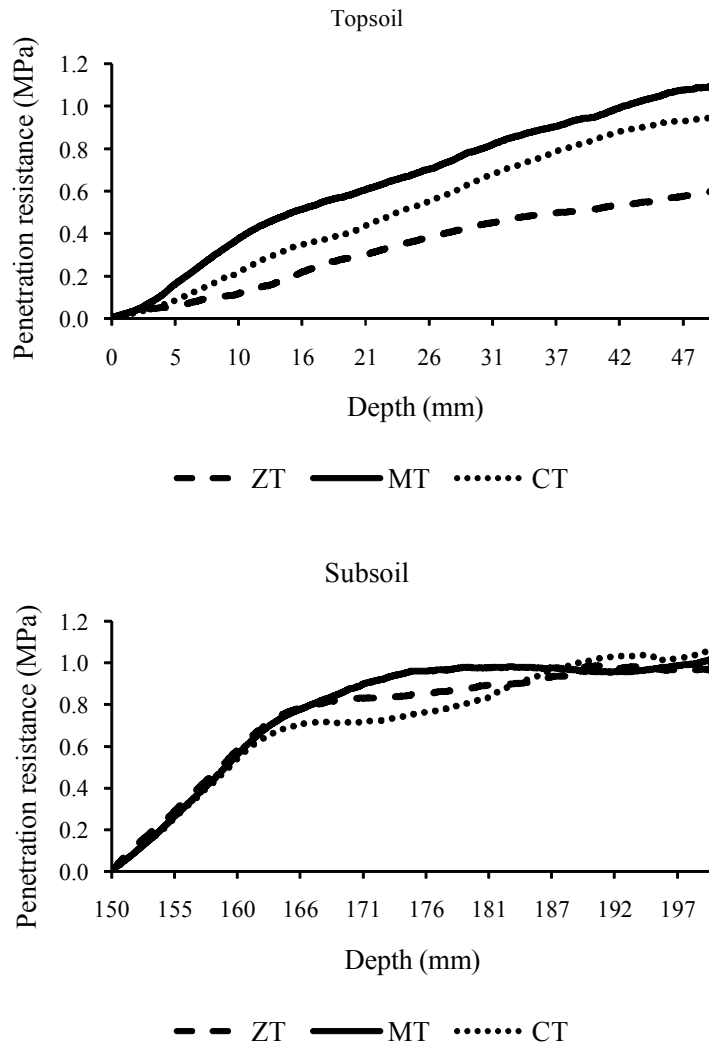 Topsoil
Penetration resistance (MPa)
1.2
1.0
0.8
0.6
0.4
0.2
0.0
0 5 10 16 21 26 31 37 42 47
Depth (mm)
ZT MT CT
Subsoil
Penetration resistance (MPa)
1.2
1.0
0.8
0.6
0.4
0.2
0.0
150 155 160 166 171 176 181 187 192 197
Depth (mm)
ZT MT CT